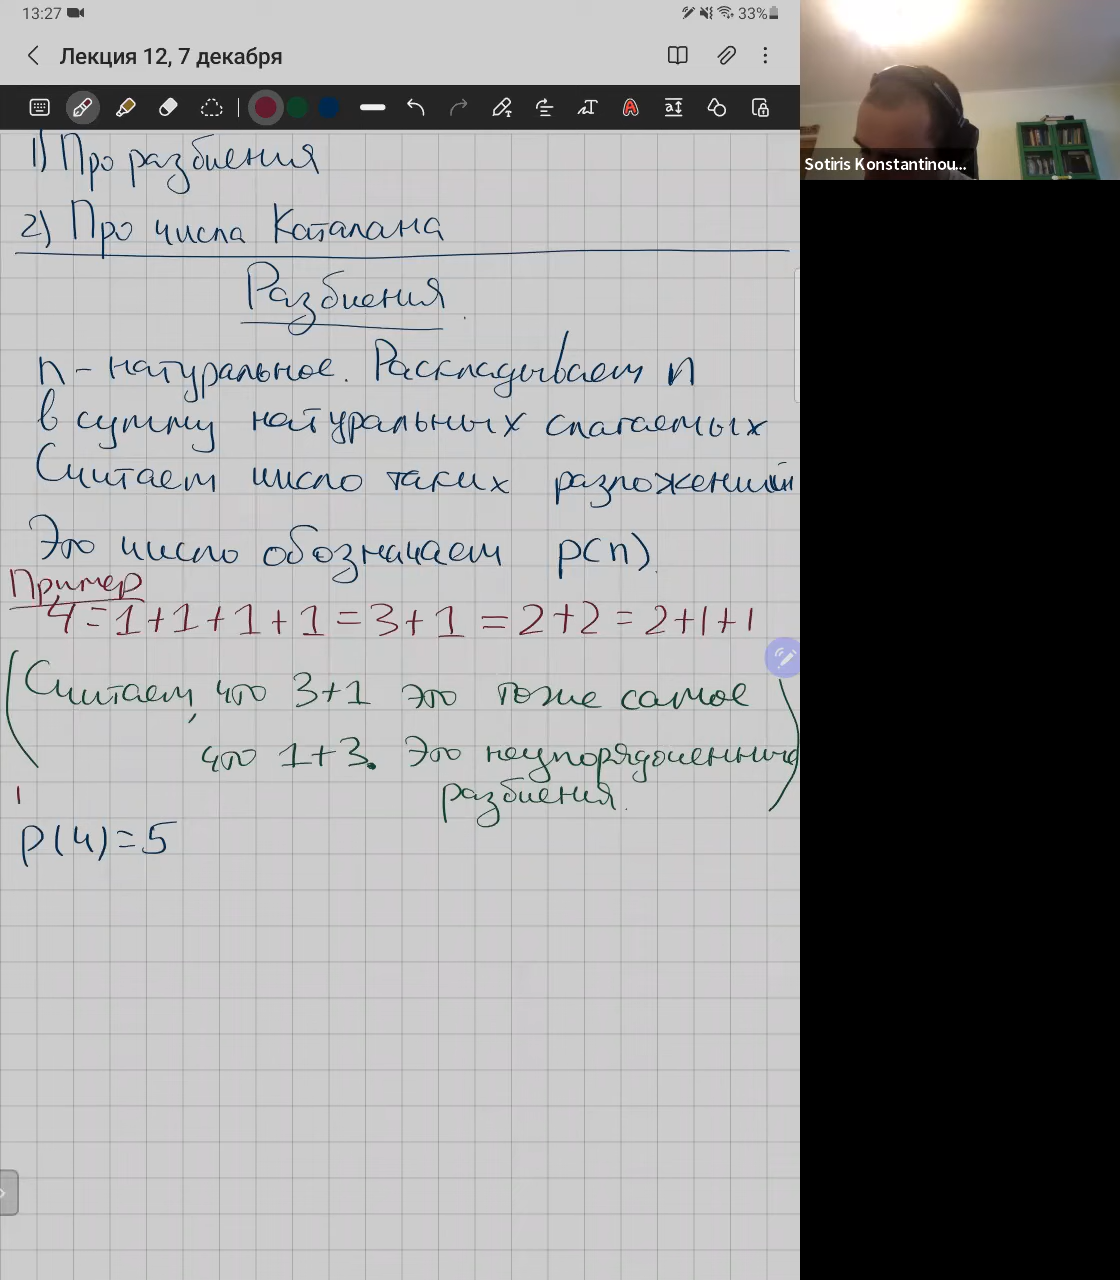 13:27
33%
Лекция 12, 7 декабря
Sotiris Konstantinou...
1) Про разбиения
2) Про числа Каталана
Разбиения
n - натуральное. Раскладываем n
в сумму натуральных слагаемых
Считаем число таких разложений
Это число обозначаем p(n).
Пример
4=1+1+1+1=3+1=2+2=2+1+1
(Считаем, что 3+1 это тоже самое
что 1+3. Это неупорядоченные
разбиения.)
p(4)=5